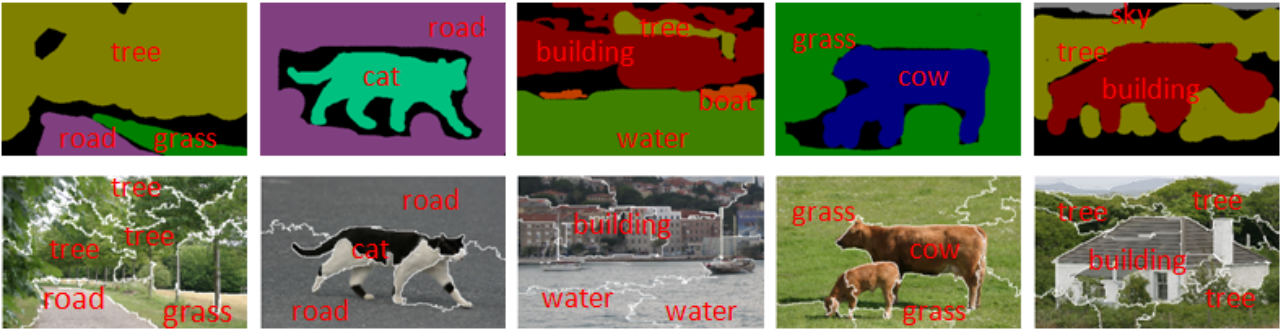 tree
road
grass
road
cat
tree
building
boat
water
grass
cow
sky
tree
building
tree
tree
tree
road
grass
road
cat
road
building
water
water
grass
cow
grass
tree
tree
building
tree